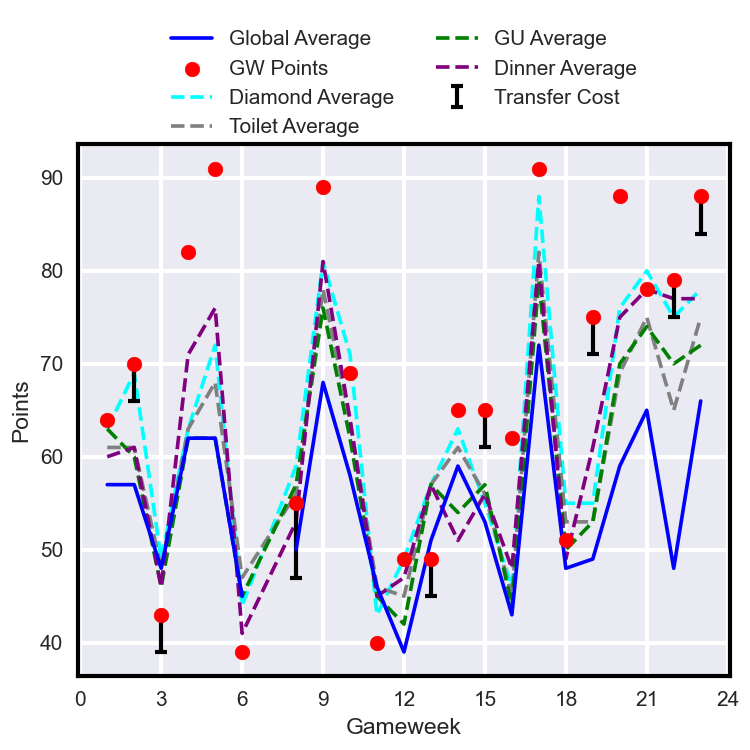 Global Average
GW Points
Diamond Average
Toilet Average
GU Average
Dinner Average
Transfer Cost
Points
90
80
70
60
50
40
0 3 6 9 12 15 18 21 24
Gameweek